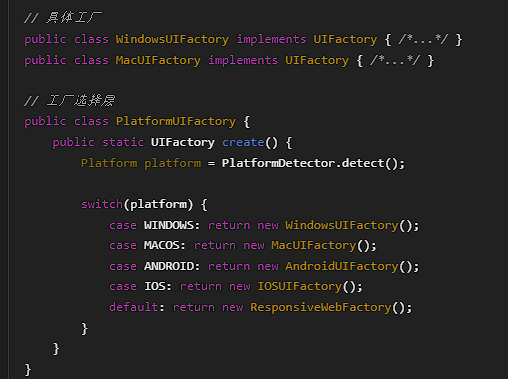 // 具体工厂
public class WindowsUIFactory implements UIFactory { /*...*/ }
public class MacUIFactory implements UIFactory { /*...*/ }
// 工厂选择层
public class PlatformUIFactory {
    public static UIFactory create() {
        Platform platform = PlatformDetector.detect();
        switch(platform) {
            case WINDOWS: return new WindowsUIFactory();
            case MACOS: return new MacUIFactory();
            case ANDROID: return new AndroidUIFactory();
            case IOS: return new IOSUIFactory();
            default: return new ResponsiveWebFactory();
        }
    }
}